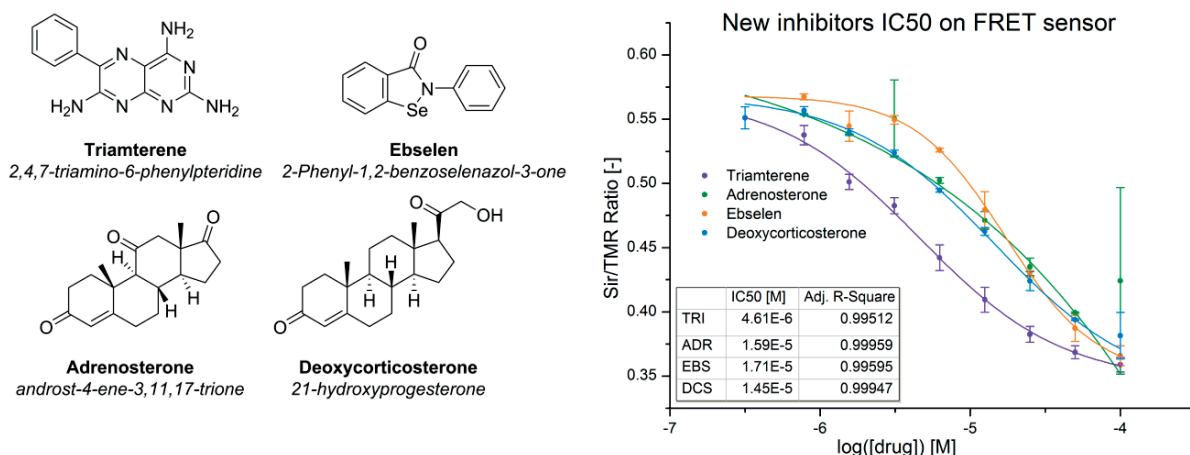 NH₂
N
N
N
NH₂
N
N
NH₂
Triamterene
2,4,7-triamino-6-phenylpteridine
O
N
Se
Ebselen
2-Phenyl-1,2-benzoselenazol-3-one
O
O
H
H
H
O
Adrenosterone
androst-4-ene-3,11,17-trione
O
OH
H
H
H
O
Deoxycorticosterone
21-hydroxyprogesterone
New inhibitors IC50 on FRET sensor
Sir/TMR Ratio [-]
0.60
0.55
0.50
0.45
0.40
0.35
Triamterene
Adrenosterone
Ebselen
Deoxycorticosterone
IC50 [M] Adj. R-Square
TRI 4.61E-6 0.99512
ADR 1.59E-5 0.99959
EBS 1.71E-5 0.99595
DCS 1.45E-5 0.99947
-7 -6 -5 -4
log([drug]) [M]